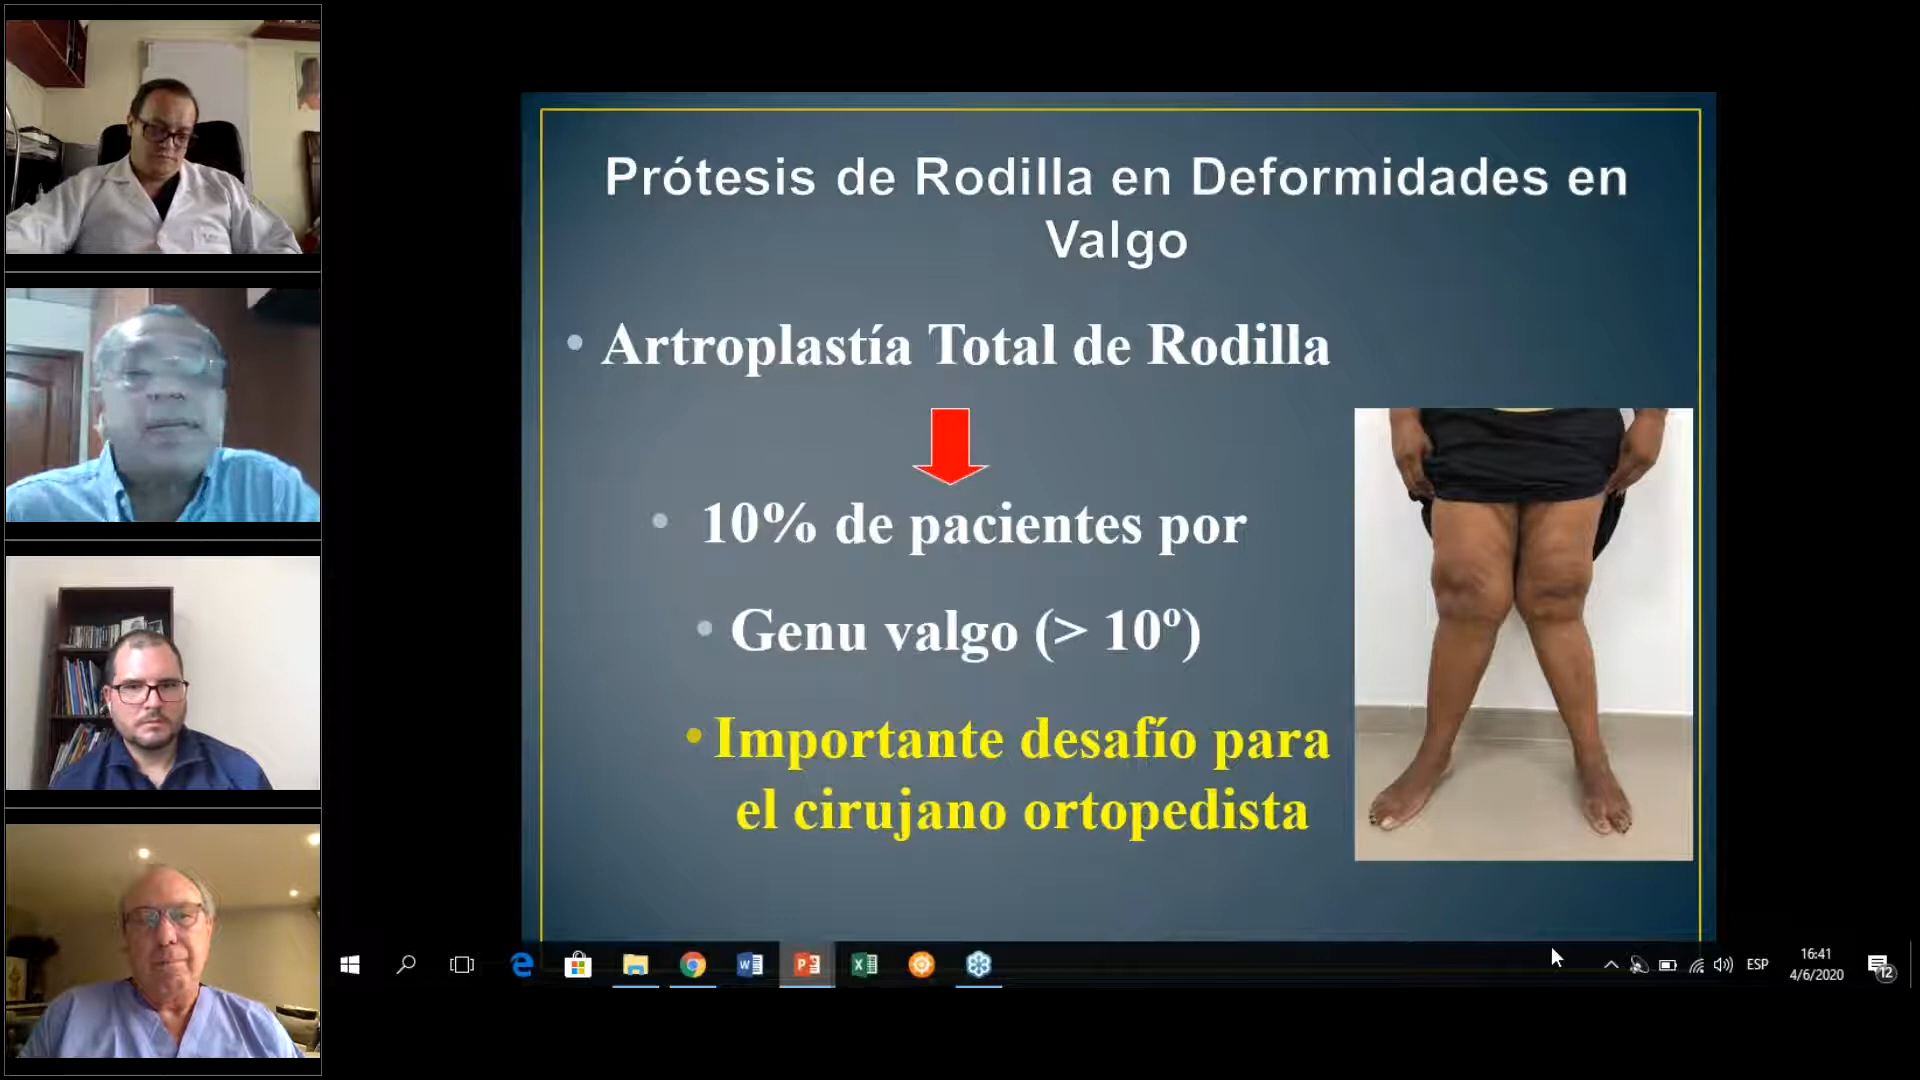 Prótesis de Rodilla en Deformidades en
Valgo
• Artroplastía Total de Rodilla
• 10% de pacientes por
• Genu valgo (> 10º)
• Importante desafío para
el cirujano ortopedista
ESP
16:41
4/6/2020
12